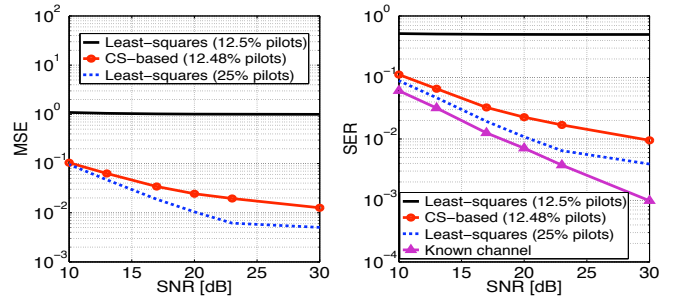 10^2
10^1
10^0
10^-1
10^-2
10^-3
MSE
Least-squares (12.5% pilots)
CS-based (12.48% pilots)
Least-squares (25% pilots)
10 15 20 25 30
SNR [dB]
10^0
10^-1
10^-2
10^-3
10^-4
SER
Least-squares (12.5% pilots)
CS-based (12.48% pilots)
Least-squares (25% pilots)
Known channel
10 15 20 25 30
SNR [dB]